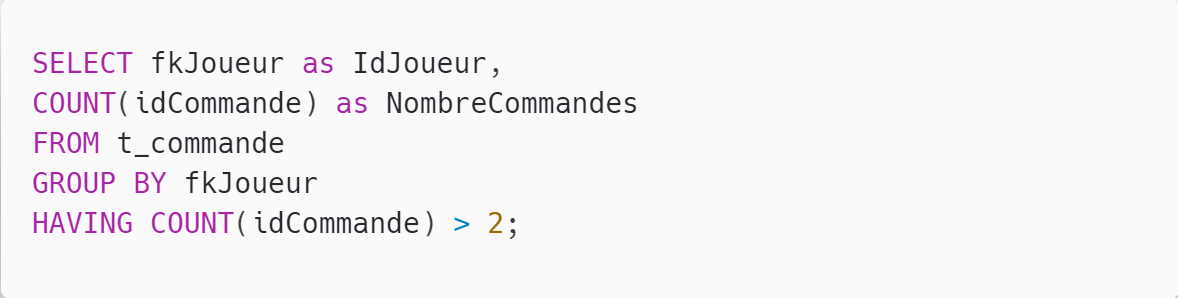 SELECT fkJoueur as IdJoueur,
COUNT(idCommande) as NombreCommandes
FROM t_commande
GROUP BY fkJoueur
HAVING COUNT(idCommande) > 2;